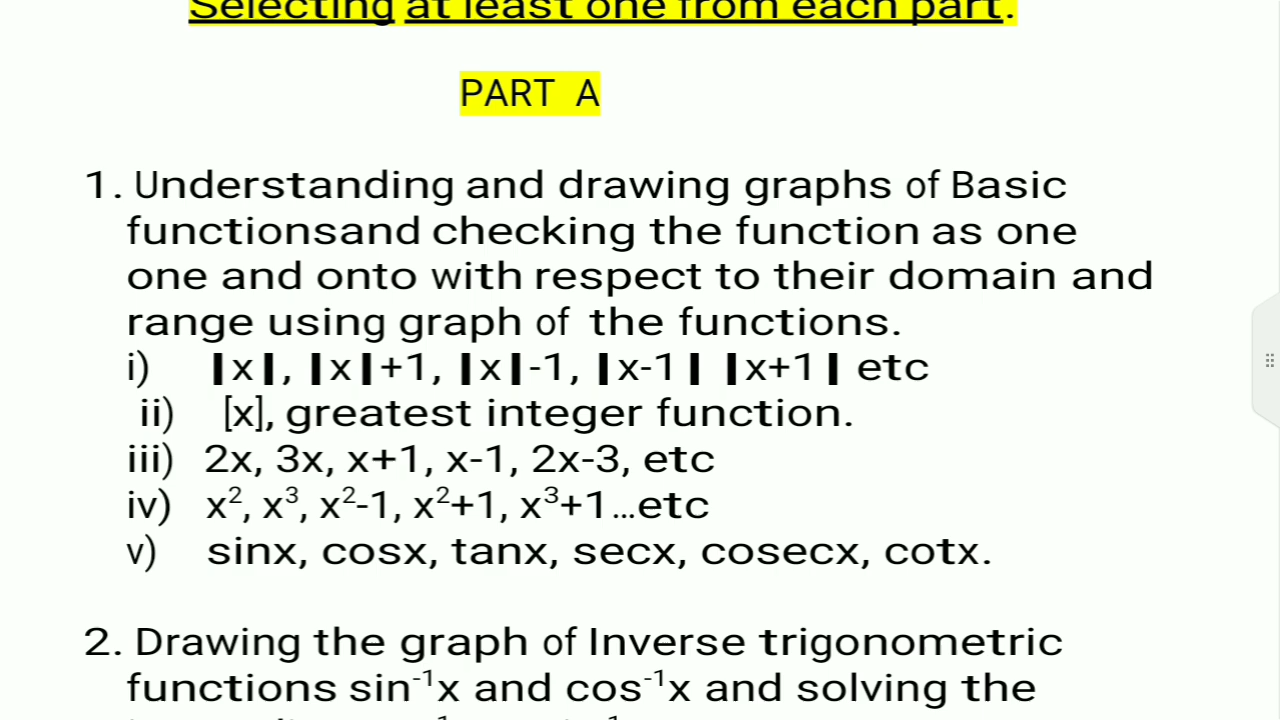 Selecting at least one from each part.
PART A
1. Understanding and drawing graphs of Basic
functionsand checking the function as one
one and onto with respect to their domain and
range using graph of the functions.
i) |x|, |x|+1, |x|-1, |x-1| |x+1| etc
ii) [x], greatest integer function.
iii) 2x, 3x, x+1, x-1, 2x-3, etc
iv) x², x³, x²-1, x²+1, x³+1...etc
v) sinx, cosx, tanx, secx, cosecx, cotx.
2. Drawing the graph of Inverse trigonometric
functions sin⁻¹x and cos⁻¹x and solving the